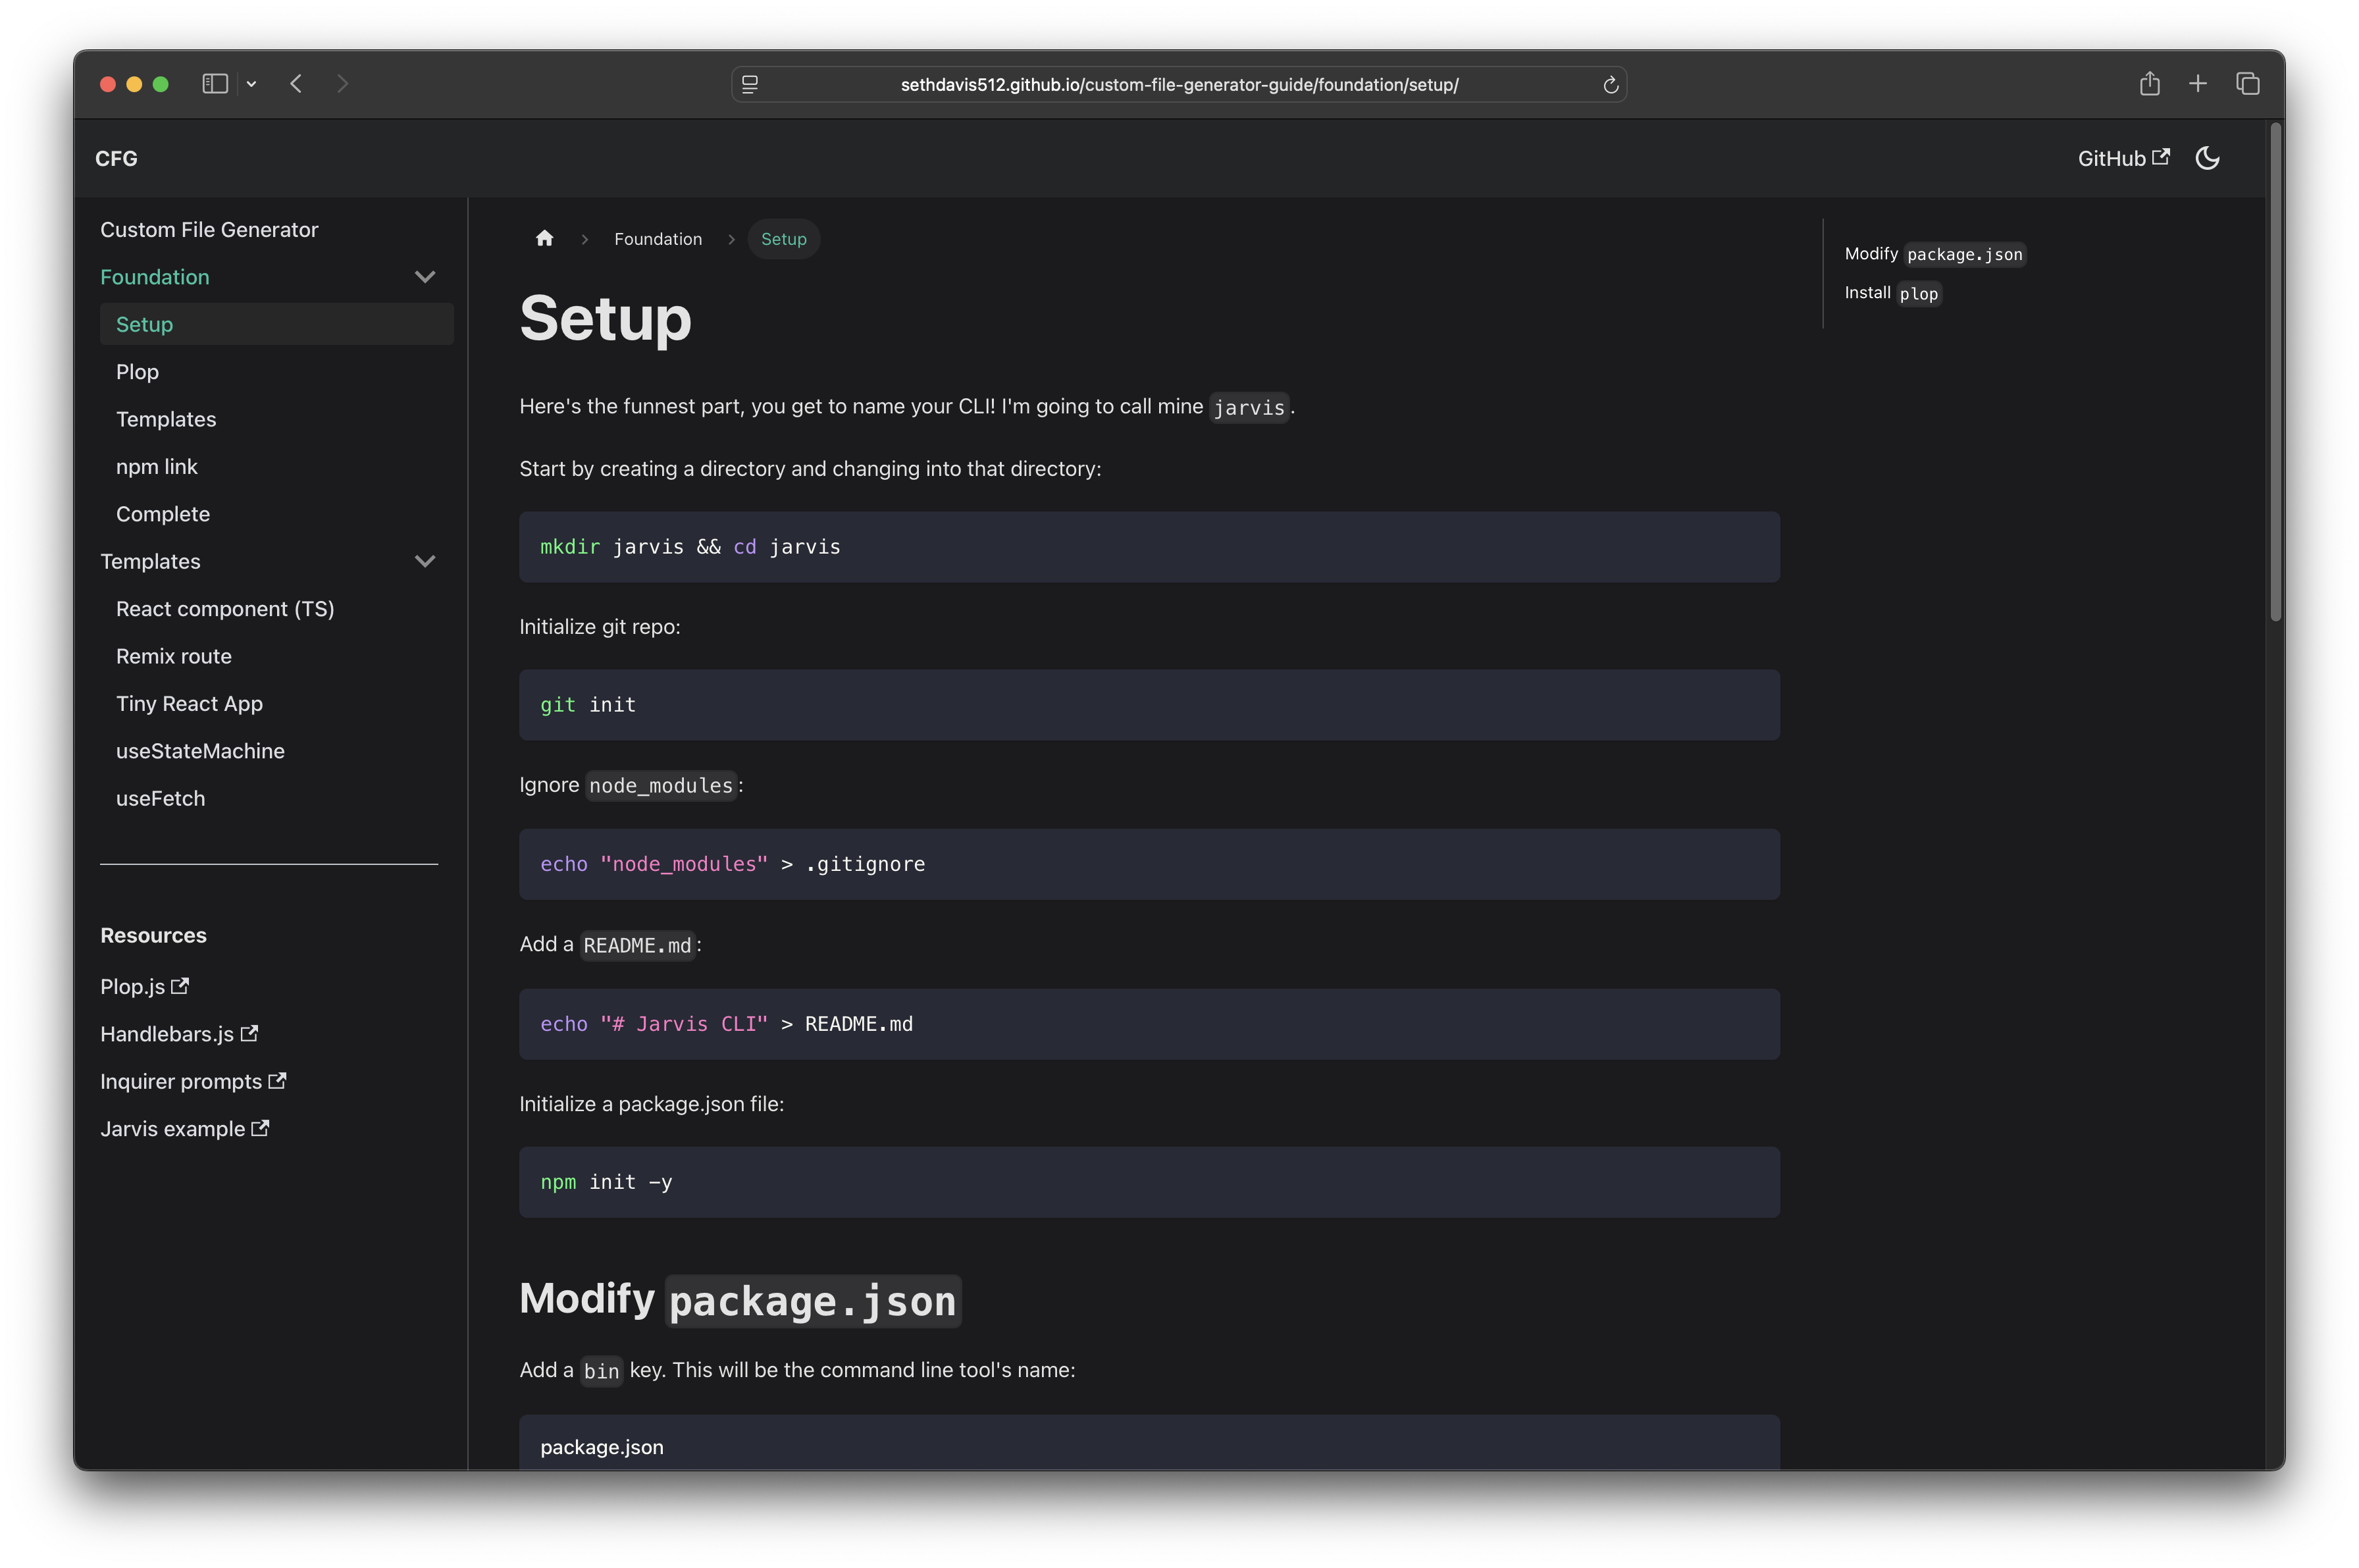 sethdavis512.github.io/custom-file-generator-guide/foundation/setup/
CFG
GitHub
Custom File Generator
Foundation
Setup
Plop
Templates
npm link
Complete
Templates
React component (TS)
Remix route
Tiny React App
useStateMachine
useFetch
Resources
Plop.js
Handlebars.js
Inquirer prompts
Jarvis example
Foundation
Setup
Setup
Here's the funnest part, you get to name your CLI! I'm going to call mine jarvis.
Start by creating a directory and changing into that directory:
mkdir jarvis && cd jarvis
Initialize git repo:
git init
Ignore node_modules:
echo "node_modules" > .gitignore
Add a README.md:
echo "# Jarvis CLI" > README.md
Initialize a package.json file:
npm init -y
Modify package.json
Add a bin key. This will be the command line tool's name:
package.json
Modify package.json
Install plop